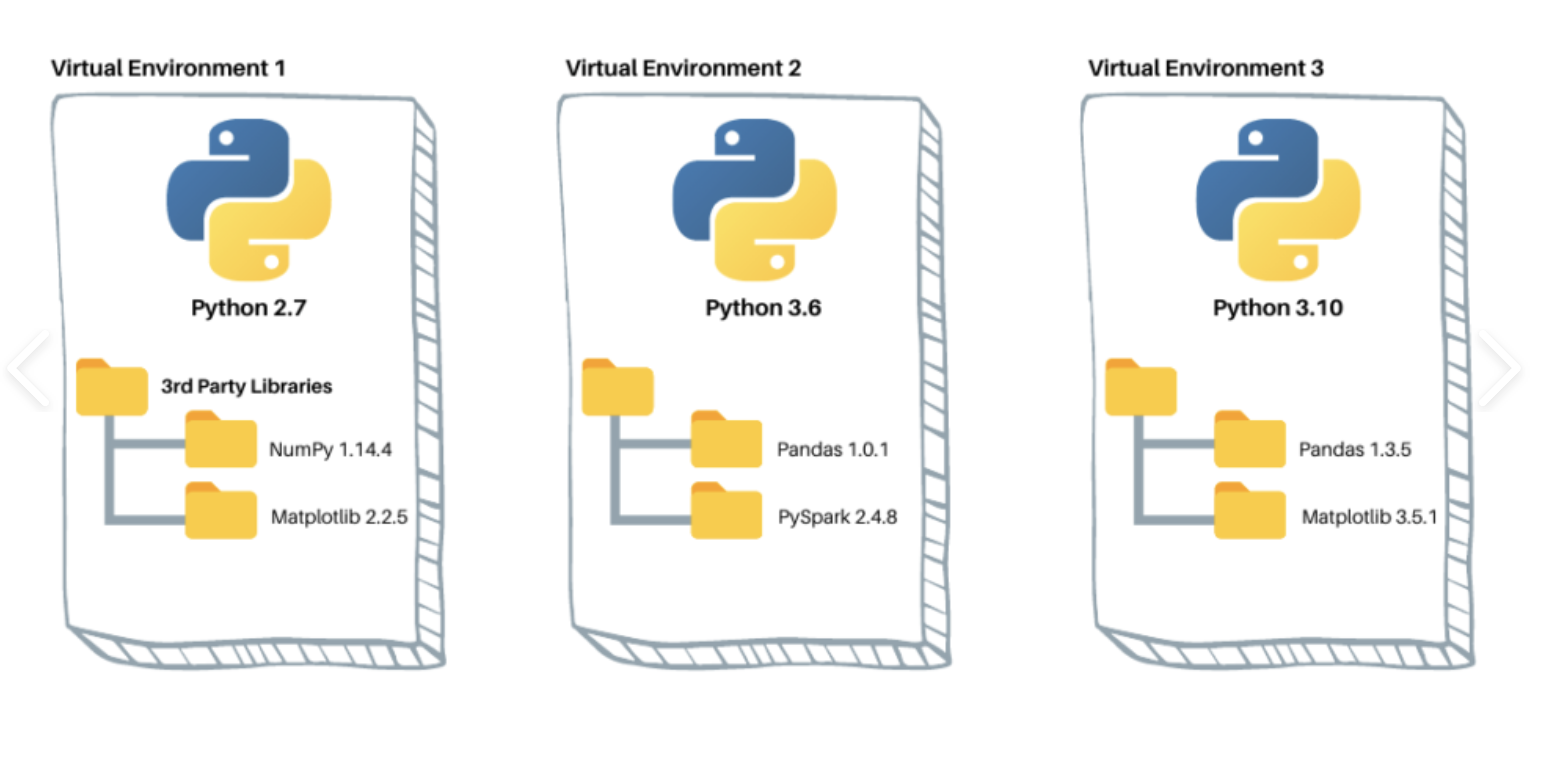 Virtual Environment 1
Python 2.7
3rd Party Libraries
NumPy 1.14.4
Matplotlib 2.2.5
Virtual Environment 2
Python 3.6
Pandas 1.0.1
PySpark 2.4.8
Virtual Environment 3
Python 3.10
Pandas 1.3.5
Matplotlib 3.5.1